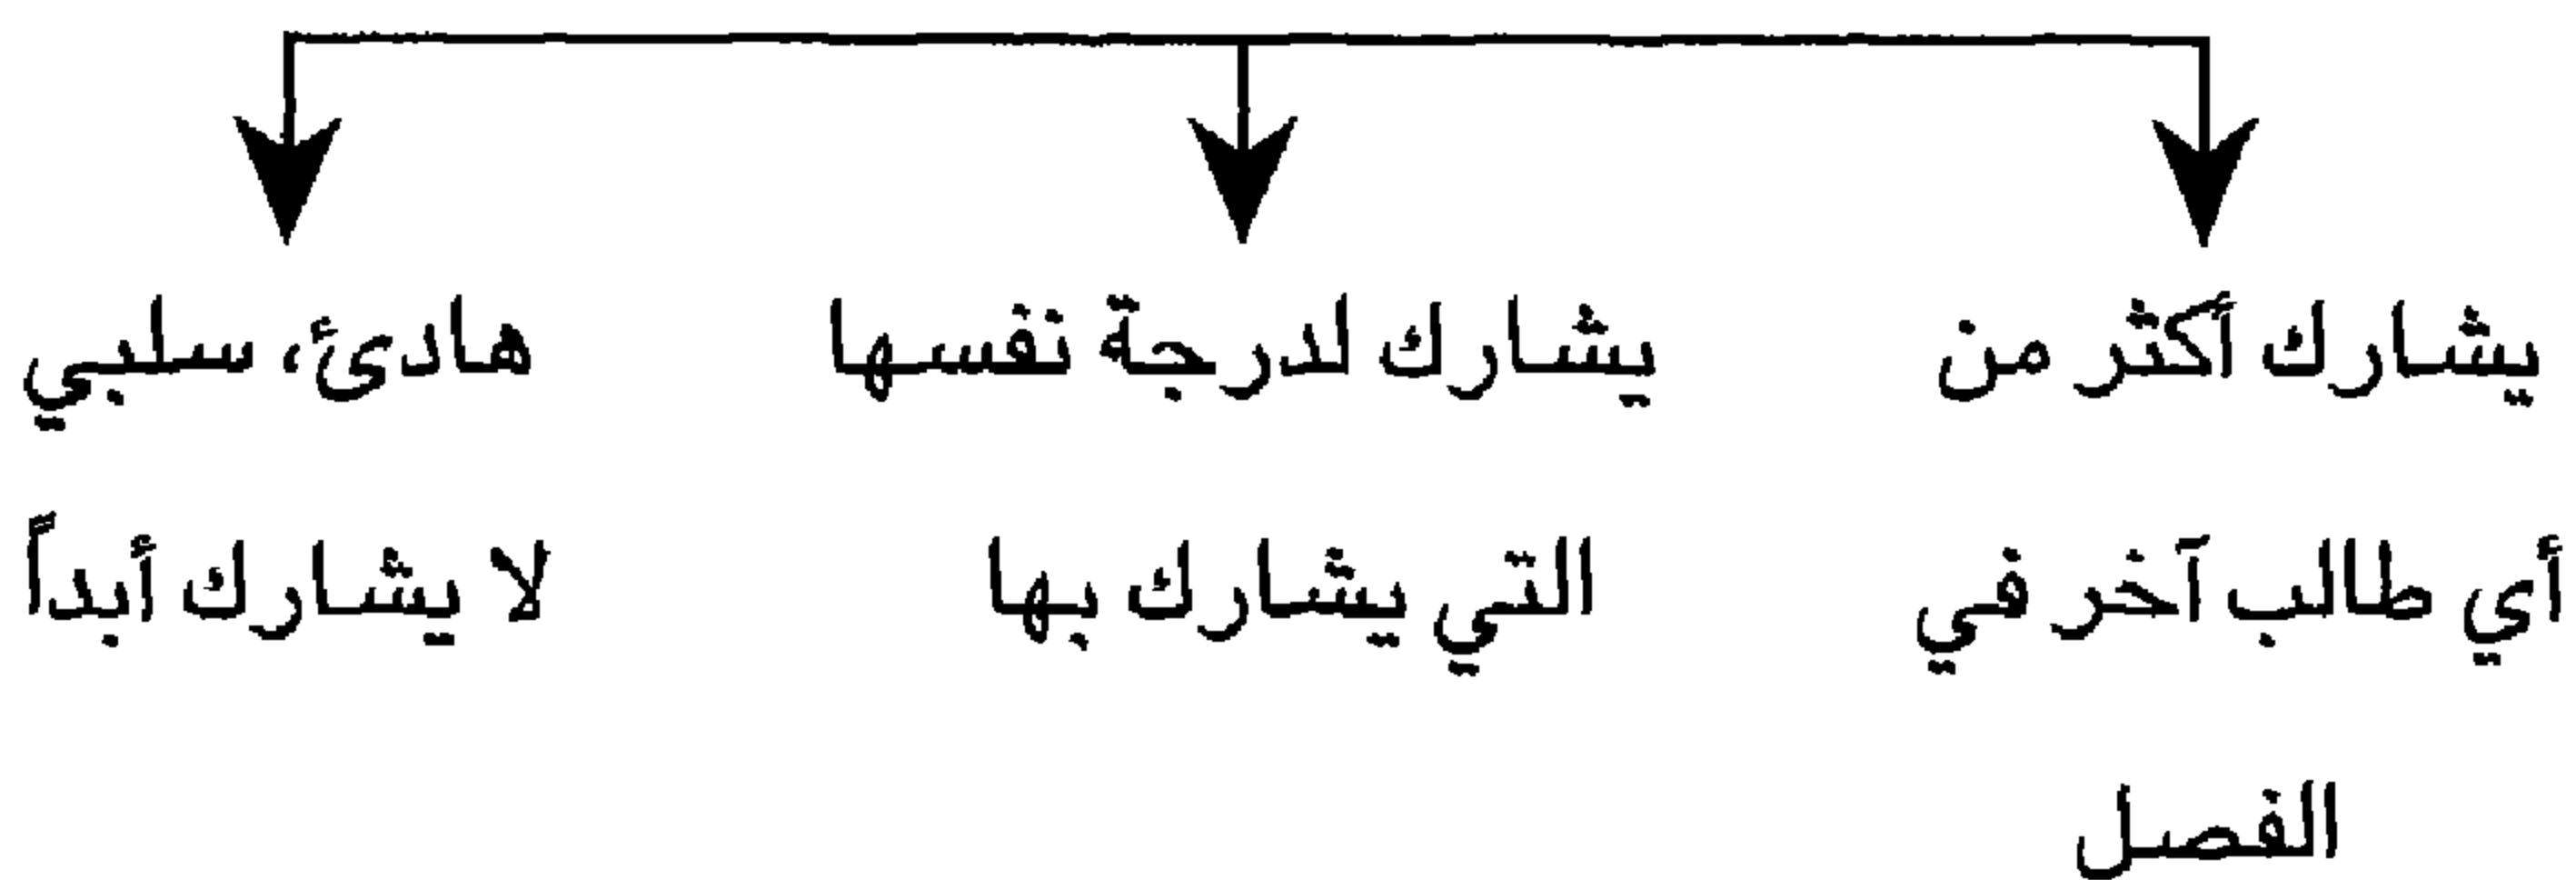 يشارك أكثر من
أي طالب آخر في
الفصل
يشارك لدرجة نفسها
التي يشارك بها
هادئ، سلبي
لا يشارك أبداً